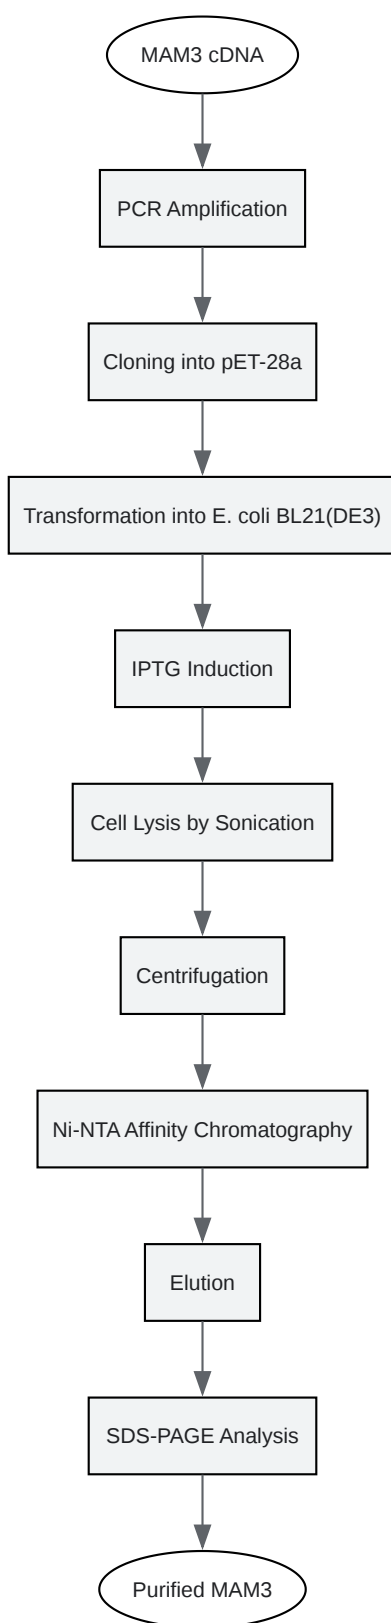 MAM3 cDNA
PCR Amplification
Cloning into pET-28a
Transformation into E. coli BL21(DE3)
IPTG Induction
Cell Lysis by Sonication
Centrifugation
Ni-NTA Affinity Chromatography
Elution
SDS-PAGE Analysis
Purified MAM3